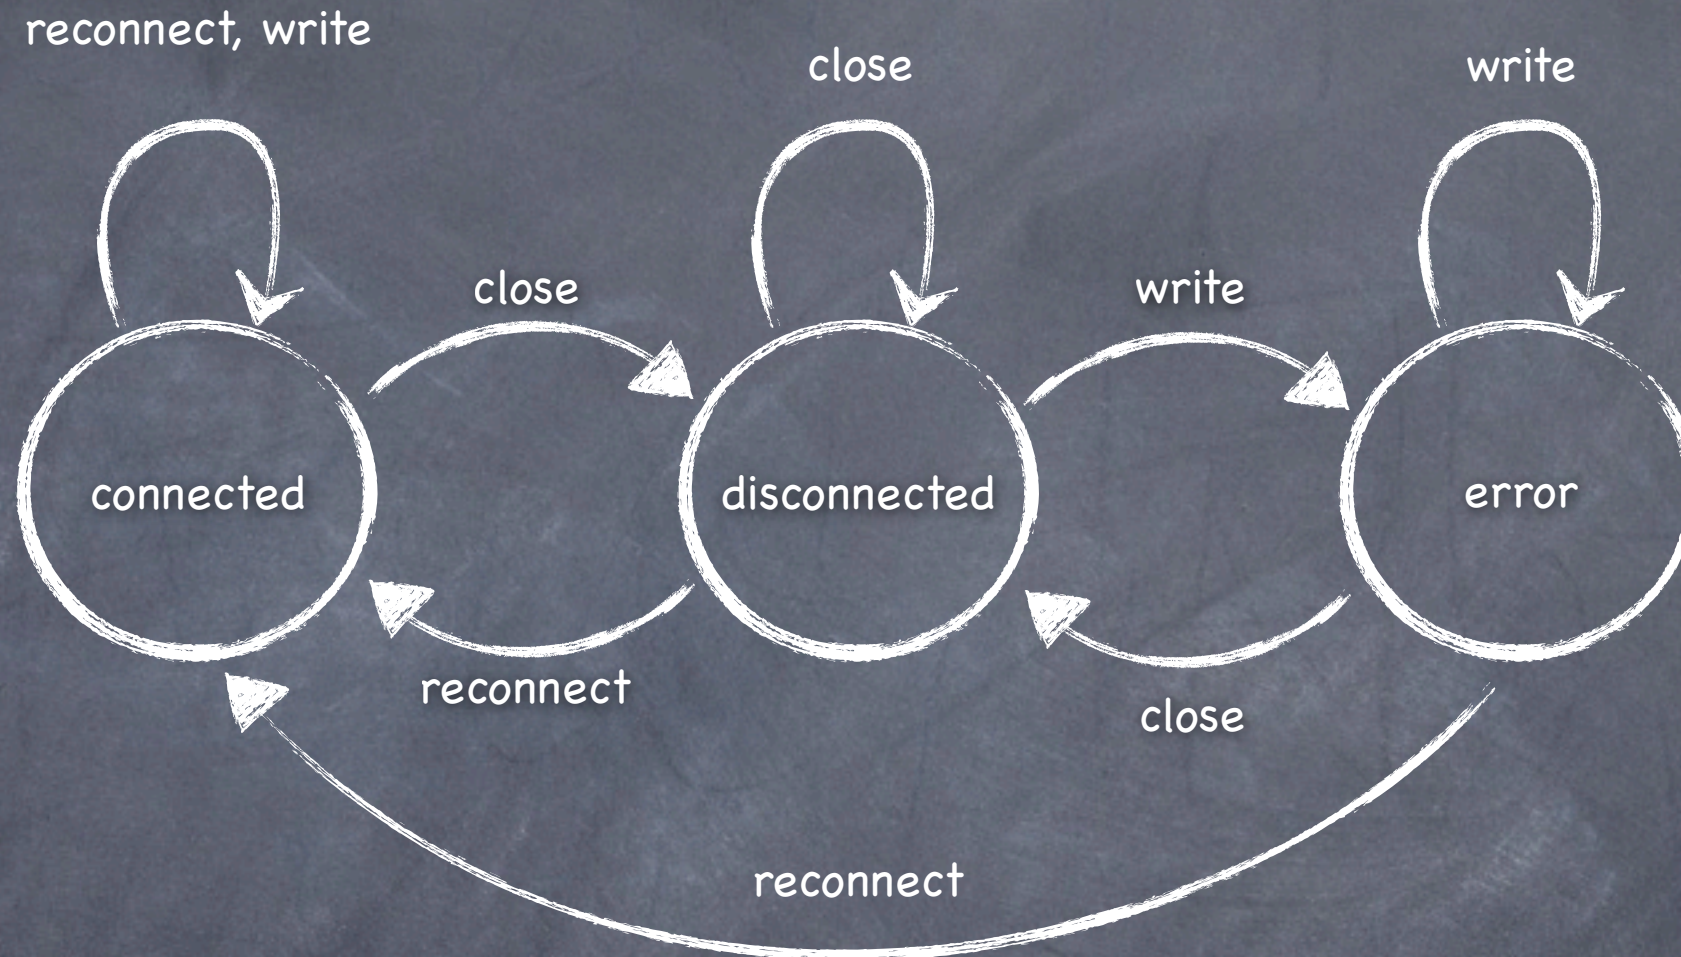 reconnect, write
close
write
close
write
connected
disconnected
error
reconnect
close
reconnect